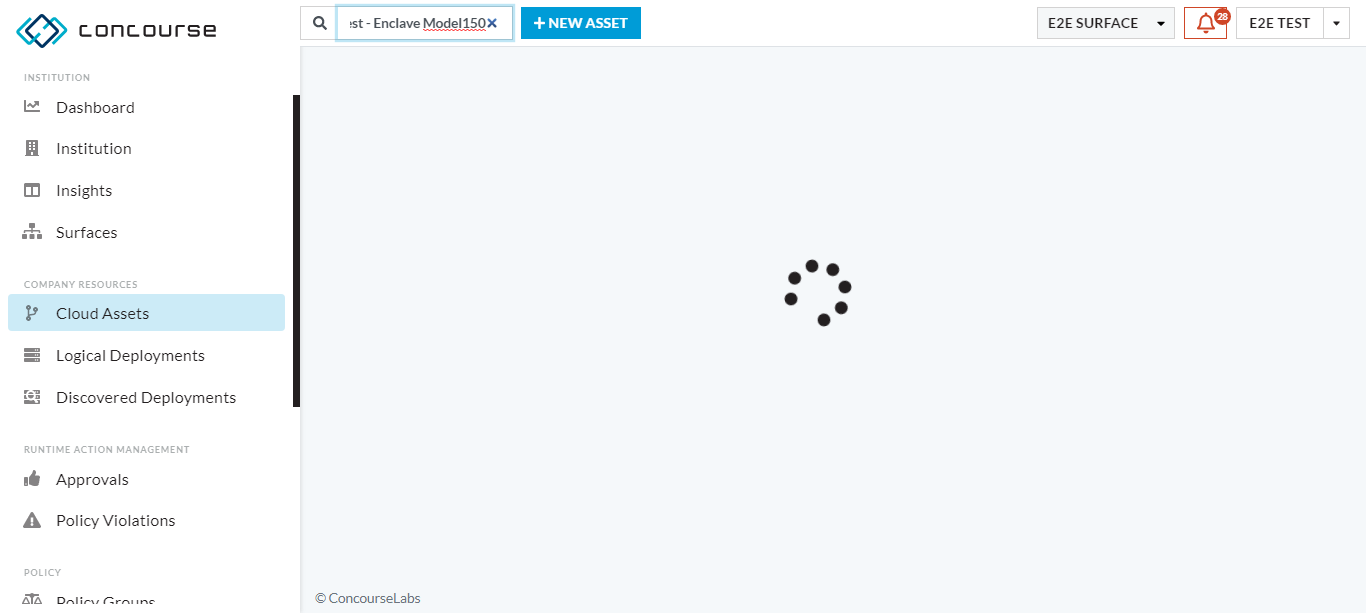 concourse
est - Enclave Model150
NEW ASSET
E2E SURFACE
28
E2E TEST
INSTITUTION
Dashboard
Institution
Insights
Surfaces
COMPANY RESOURCES
Cloud Assets
Logical Deployments
Discovered Deployments
RUNTIME ACTION MANAGEMENT
Approvals
Policy Violations
POLICY
Policy Groups
© ConcourseLabs